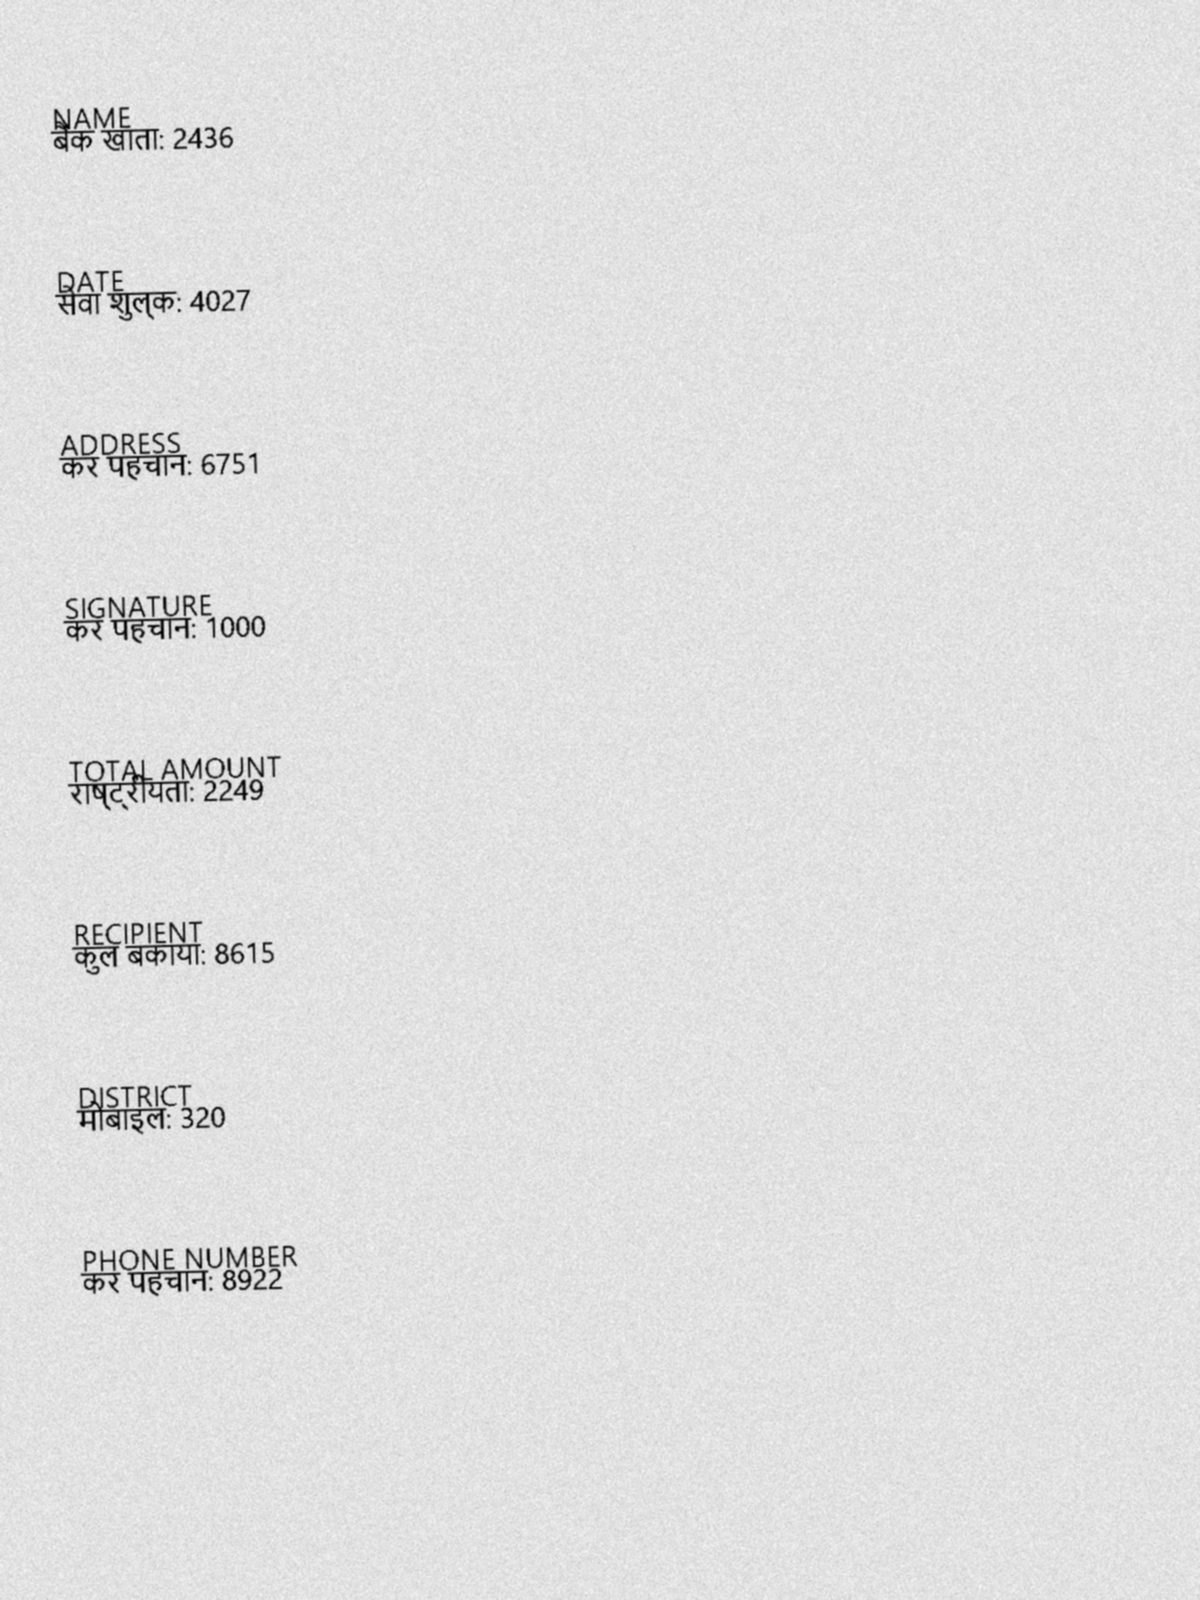 NAME
बैंक खाता: 2436
DATE
सेवा शुल्क: 4027
ADDRESS
कर पहचान: 6751
SIGNATURE
कर पहचान: 1000
TOTAL AMOUNT
राष्ट्रीयता: 2249
RECIPIENT
कुल बकाया: 8615
DISTRICT
मोबाइल: 320
PHONE NUMBER
कर पहचान: 8922